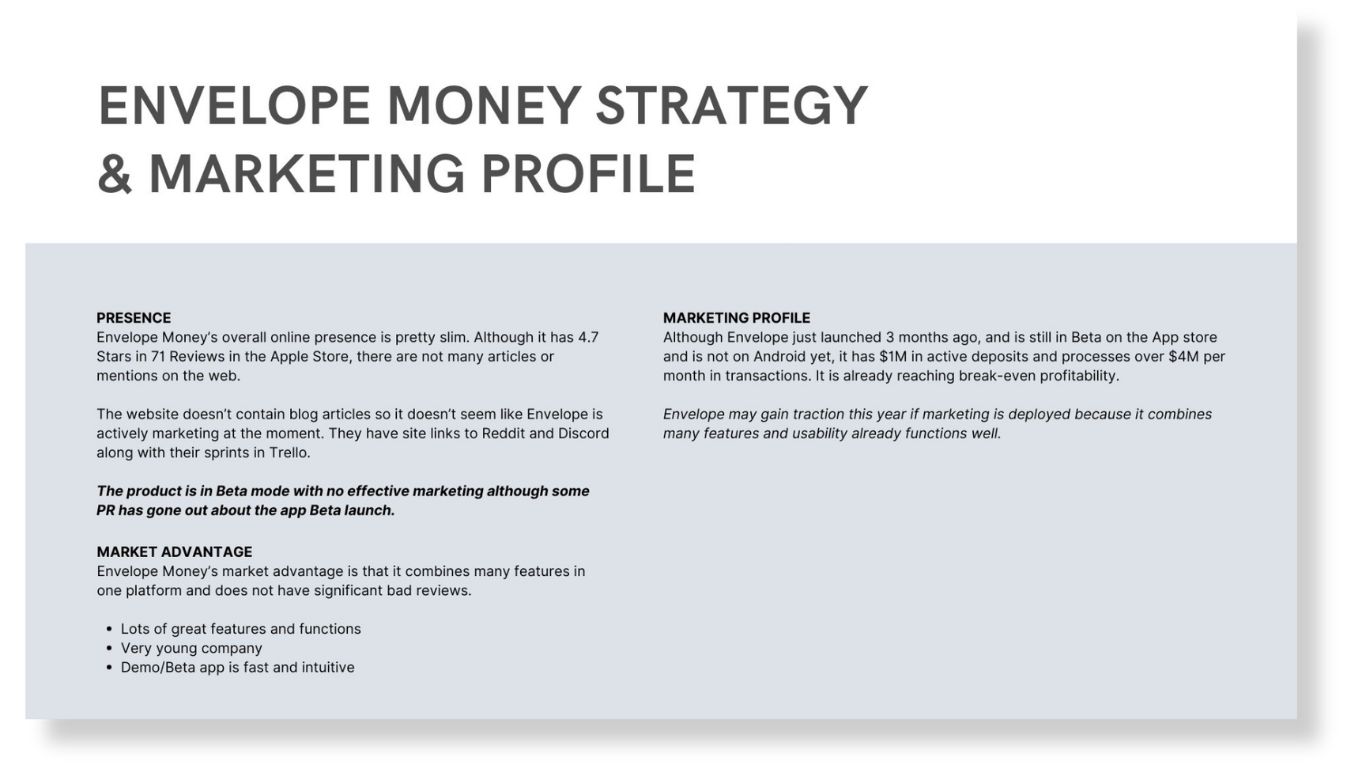 ENVELOPE MONEY STRATEGY
& MARKETING PROFILE
PRESENCE
Envelope Money's overall online presence is pretty slim. Although it has 4.7
Stars in 71 Reviews in the Apple Store, there are not many articles or
mentions on the web.
The website doesn't contain blog articles so it doesn't seem like Envelope is
actively marketing at the moment. They have site links to Reddit and Discord
along with their sprints in Trello.
The product is in Beta mode with no effective marketing although some
PR has gone out about the app Beta launch.
MARKET ADVANTAGE
Envelope Money's market advantage is that it combines many features in
one platform and does not have significant bad reviews.
• Lots of great features and functions
• Very young company
• Demo/Beta app is fast and intuitive
MARKETING PROFILE
Although Envelope just launched 3 months ago, and is still in Beta on the App store
and is not on Android yet, it has $1M in active deposits and processes over $4M per
month in transactions. It is already reaching break-even profitability.
Envelope may gain traction this year if marketing is deployed because it combines
many features and usability already functions well.